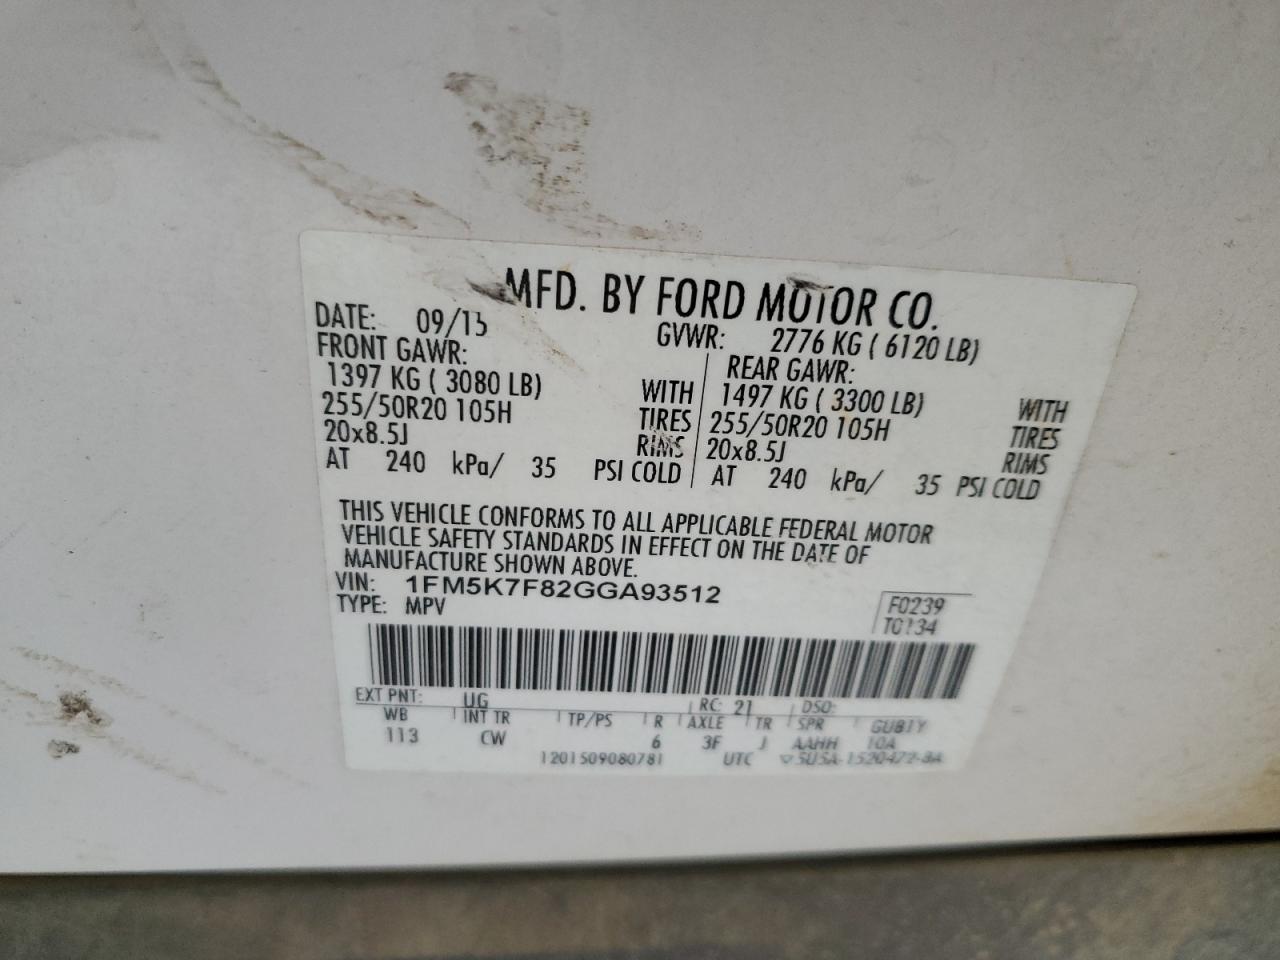 MFD. BY FORD MOTOR CO.
DATE: 09/15 GVWR: 2776 KG ( 6120 LB)
FRONT GAWR: REAR GAWR:
1397 KG ( 3080 LB) WITH 1497 KG ( 3300 LB) WITH
255/50R20 105H TIRES 255/50R20 105H TIRES
20x8.5J RIMS 20x8.5J RIMS
AT 240 kPa/ 35 PSI COLD AT 240 kPa/ 35 PSI COLD
THIS VEHICLE CONFORMS TO ALL APPLICABLE FEDERAL MOTOR
VEHICLE SAFETY STANDARDS IN EFFECT ON THE DATE OF
MANUFACTURE SHOWN ABOVE.
VIN: 1FM5K7F82GGA93512
TYPE: MPV
F0239
T0134
EXT PNT: UG RC: 21 DSO:
WB INT TR TP/PS R AXLE TR SPR
113 CW 6 3F J AAHH 10A
1201509080781 UTC